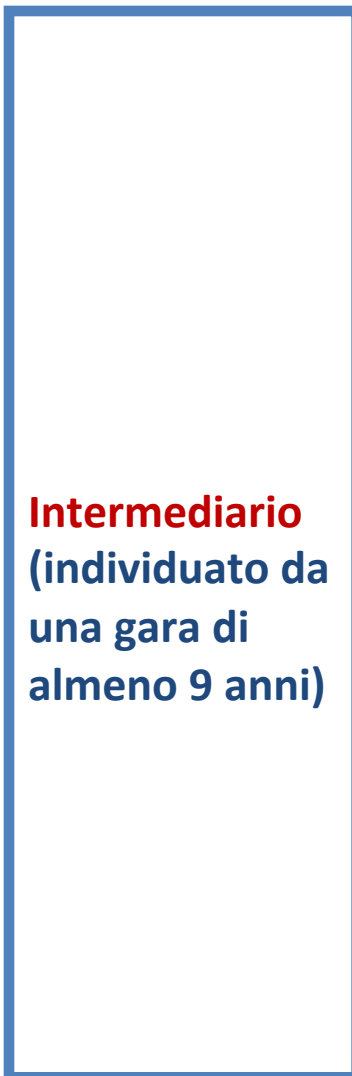 Intermediario
(individuato da
una gara di
almeno 9 anni)